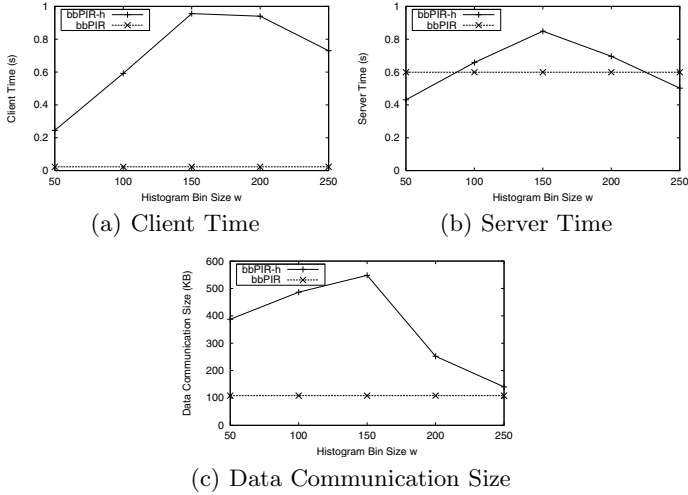 bbPIR-h
bbPIR
Client Time (s)
1
0.8
0.6
0.4
0.2
0
50 100 150 200 250
Histogram Bin Size w
(a) Client Time
bbPIR-h
bbPIR
Server Time (s)
1
0.8
0.6
0.4
0.2
0
50 100 150 200 250
Histogram Bin Size w
(b) Server Time
bbPIR-h
bbPIR
Data Communication Size (KB)
600
500
400
300
200
100
0
50 100 150 200 250
Histogram Bin Size w
(c) Data Communication Size